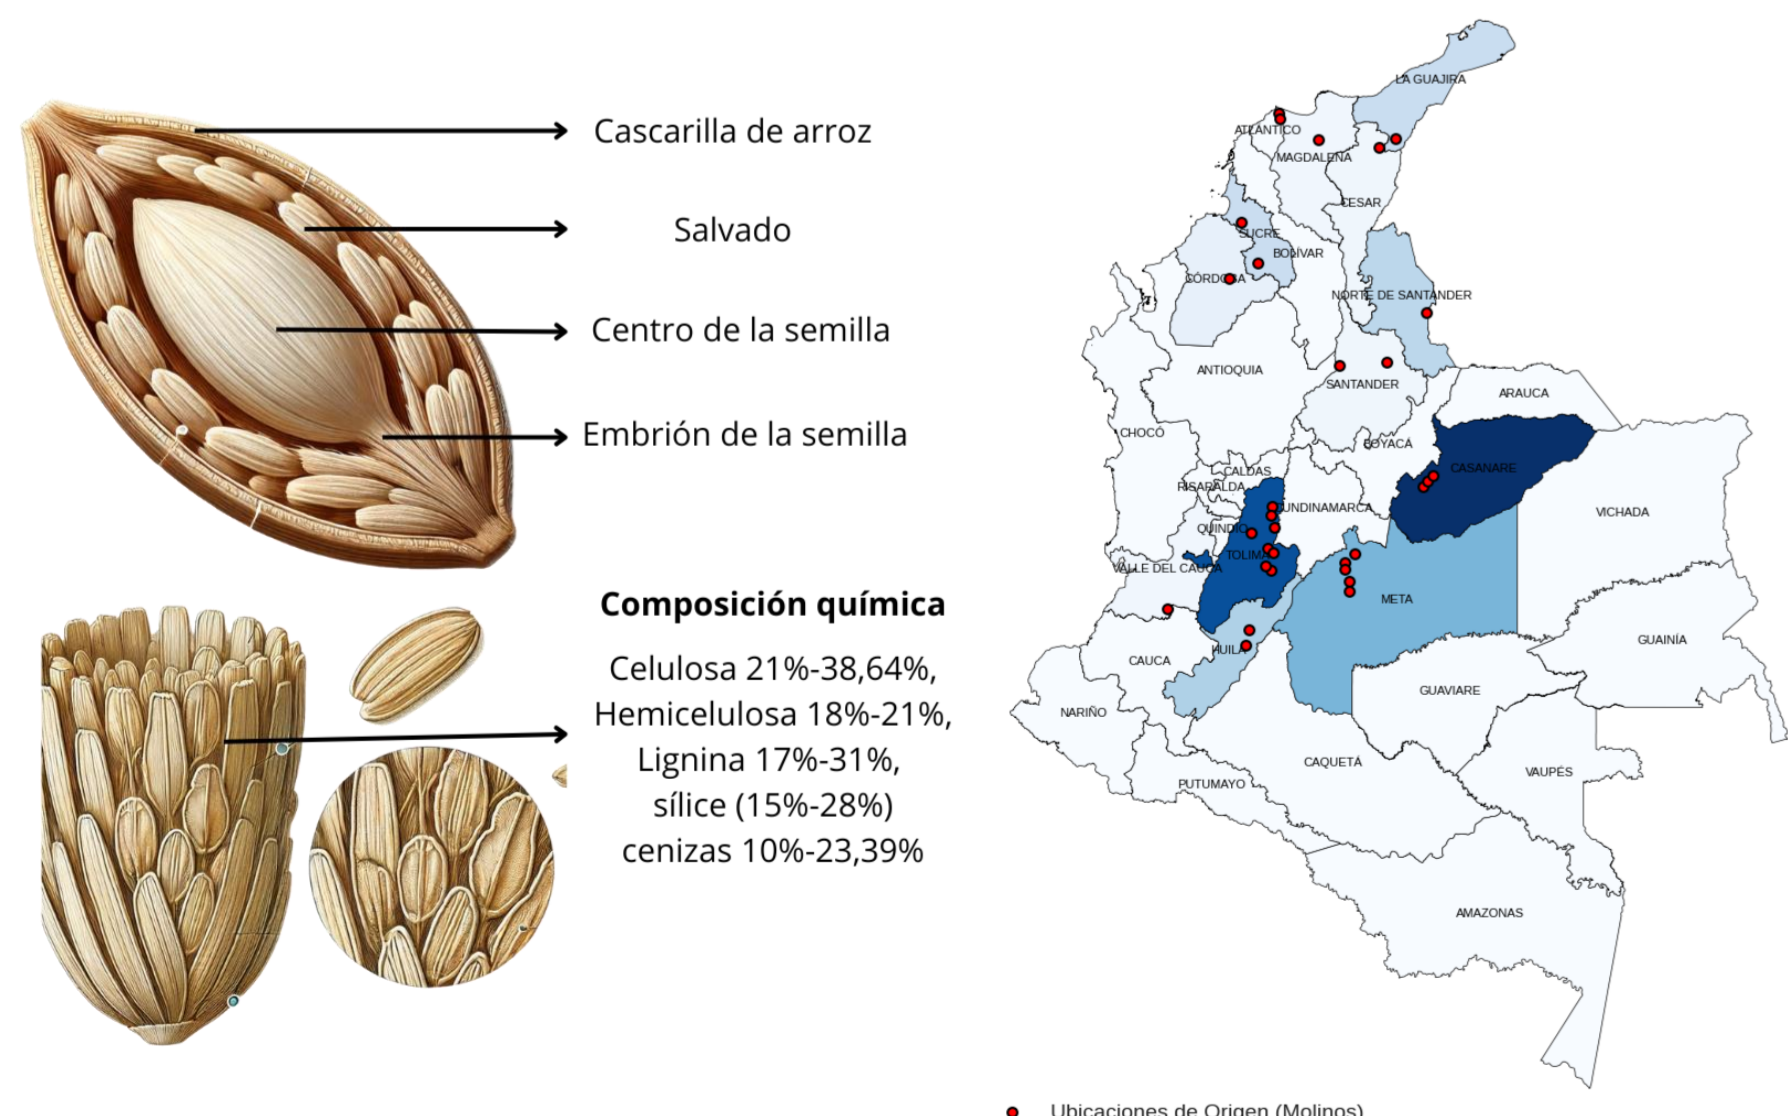 Cascarilla de arroz
Salvado
Centro de la semilla
Embrión de la semilla
Composición química
Celulosa 21%-38,64%,
Hemicelulosa 18%-21%,
Lignina 17%-31%,
sílice (15%-28%)
cenizas 10%-23,39%
LA GUAJIRA
ATLÁNTICO
MAGDALENA
CESAR
SUCRE
BOLÍVAR
CÓRDOBA
NORTE DE SANTANDER
ANTIOQUIA
SANTANDER
ARAUCA
CHOCÓ
BOYACÁ
CALDAS
CASANARE
RISARALDA
CUNDINAMARCA
VICHADA
QUINDIO
TOLIMA
VALLE DEL CAUCA
META
GUAINÍA
HUILA
CAUCA
GUAVIARE
NARIÑO
CAQUETÁ
VAUPÉS
PUTUMAYO
AMAZONAS
Ubicaciones de Origen (Molinos)